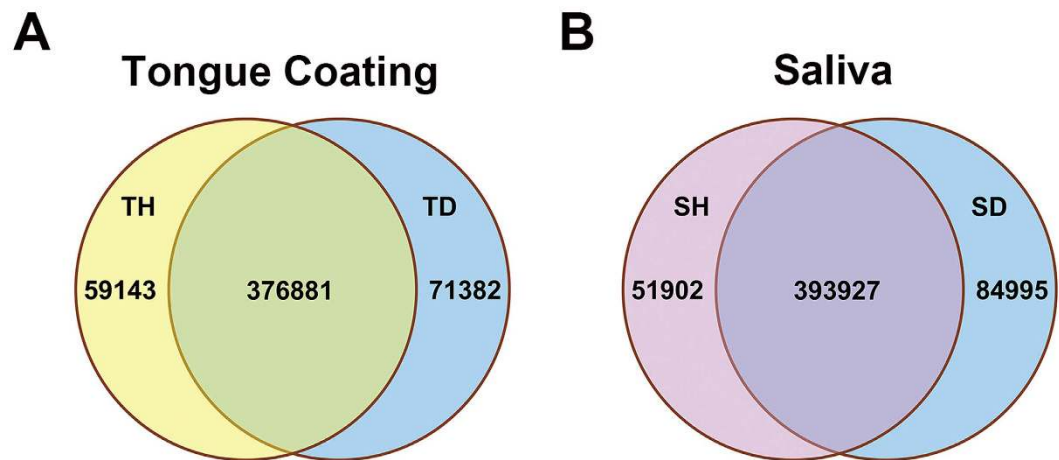 A
Tongue Coating
TH
TD
59143
376881
71382
B
Saliva
SH
SD
51902
393927
84995